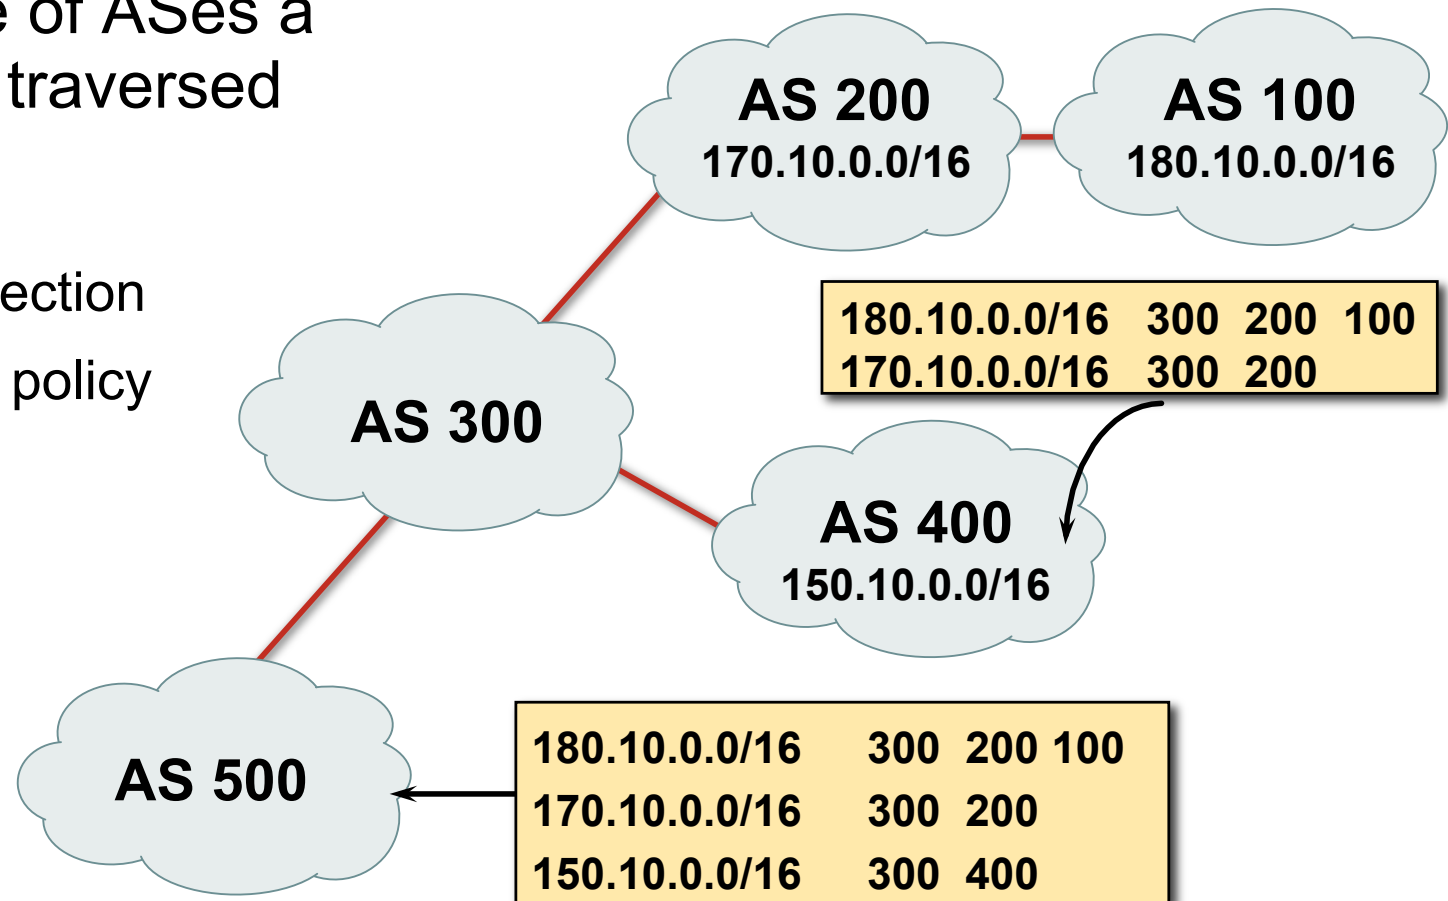 e of ASes a
traversed
ection
policy
AS 200
170.10.0.0/16
AS 100
180.10.0.0/16
180.10.0.0/16 300 200 100
170.10.0.0/16 300 200
AS 300
AS 400
150.10.0.0/16
AS 500
180.10.0.0/16 300 200 100
170.10.0.0/16 300 200
150.10.0.0/16 300 400